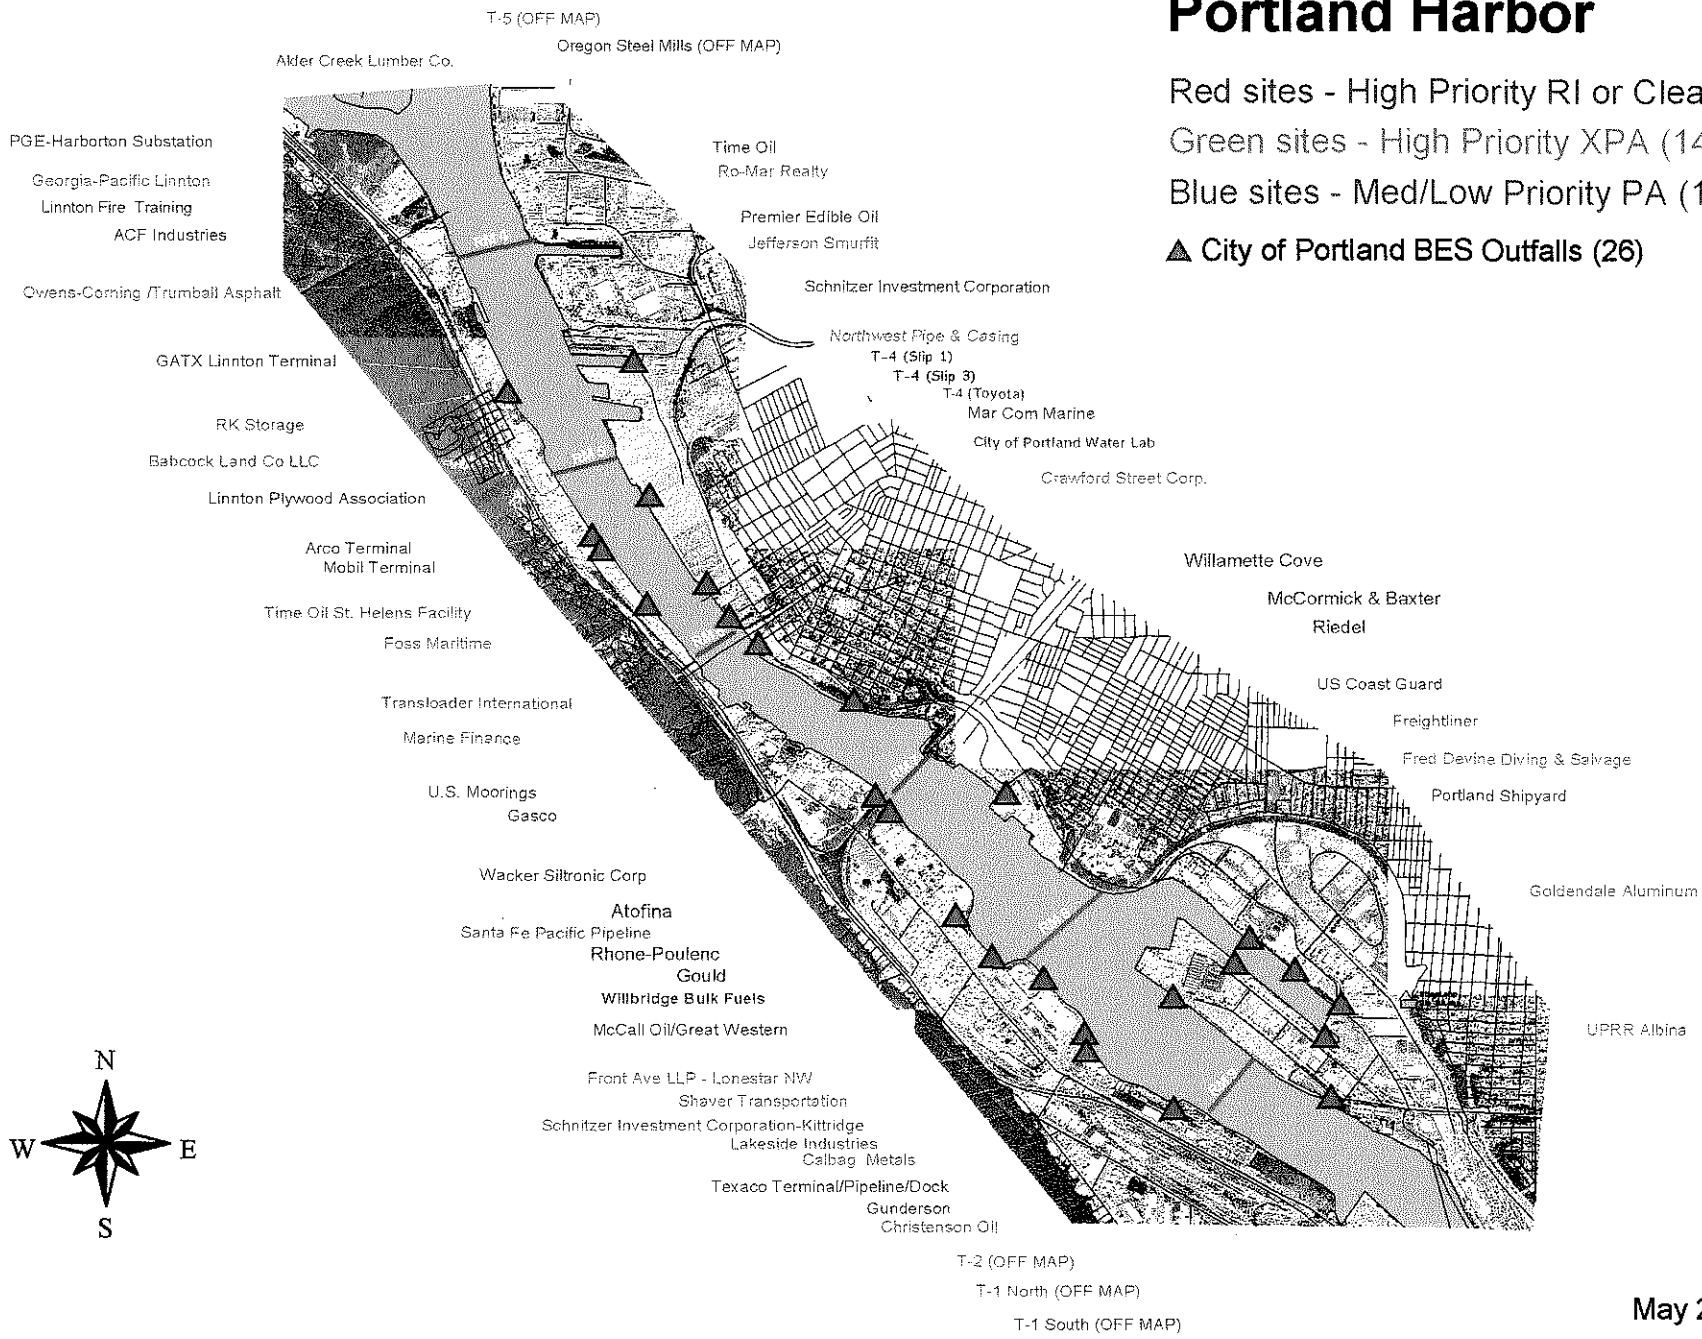 Portland Harbor
Red sites - High Priority RI or Clea
Green sites - High Priority XPA (14
Blue sites - Med/Low Priority PA (1
City of Portland BES Outfalls (26)
T-5 (OFF MAP)
Oregon Steel Mills (OFF MAP)
Alder Creek Lumber Co.
PGE-Harborton Substation
Georgia-Pacific Linnton
Linnton Fire Training
ACF Industries
Owens-Corning /Trumball Asphalt
GATX Linnton Terminal
RK Storage
Babcock Land Co LLC
Linnton Plywood Association
Arco Terminal
Mobil Terminal
Time Oil St. Helens Facility
Foss Maritime
Transloader International
Marine Finance
U.S. Moorings
Gasco
Wacker Siltronic Corp
Atofina
Santa Fe Pacific Pipeline
Rhone-Poulenc
Gould
Willbridge Bulk Fuels
McCall Oil/Great Western
Front Ave LLP - Lonestar NW
Shaver Transportation
Schnitzer Investment Corporation-Kittridge
Lakeside Industries
Calbag Metals
Texaco Terminal/Pipeline/Dock
Gunderson
Christenson Oil
T-2 (OFF MAP)
T-1 North (OFF MAP)
T-1 South (OFF MAP)
Time Oil
Ro-Mar Realty
Premier Edible Oil
Jefferson Smurfit
Schnitzer Investment Corporation
Northwest Pipe & Casing
T-4 (Slip 1)
T-4 (Slip 3)
T-4 (Toyota)
Mar Com Marine
City of Portland Water Lab
Crawford Street Corp.
Willamette Cove
McCormick & Baxter
Riedel
US Coast Guard
Freightliner
Fred Devine Diving & Salvage
Portland Shipyard
Goldendale Aluminum
UPRR Albina
N
W
E
S
May 2